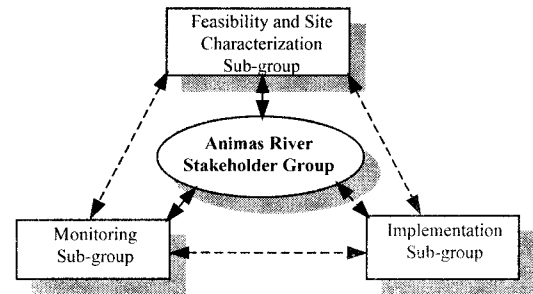 Feasibility and Site
Characterization
Sub-group
Animas River
Stakeholder Group
Monitoring
Sub-group
Implementation
Sub-group